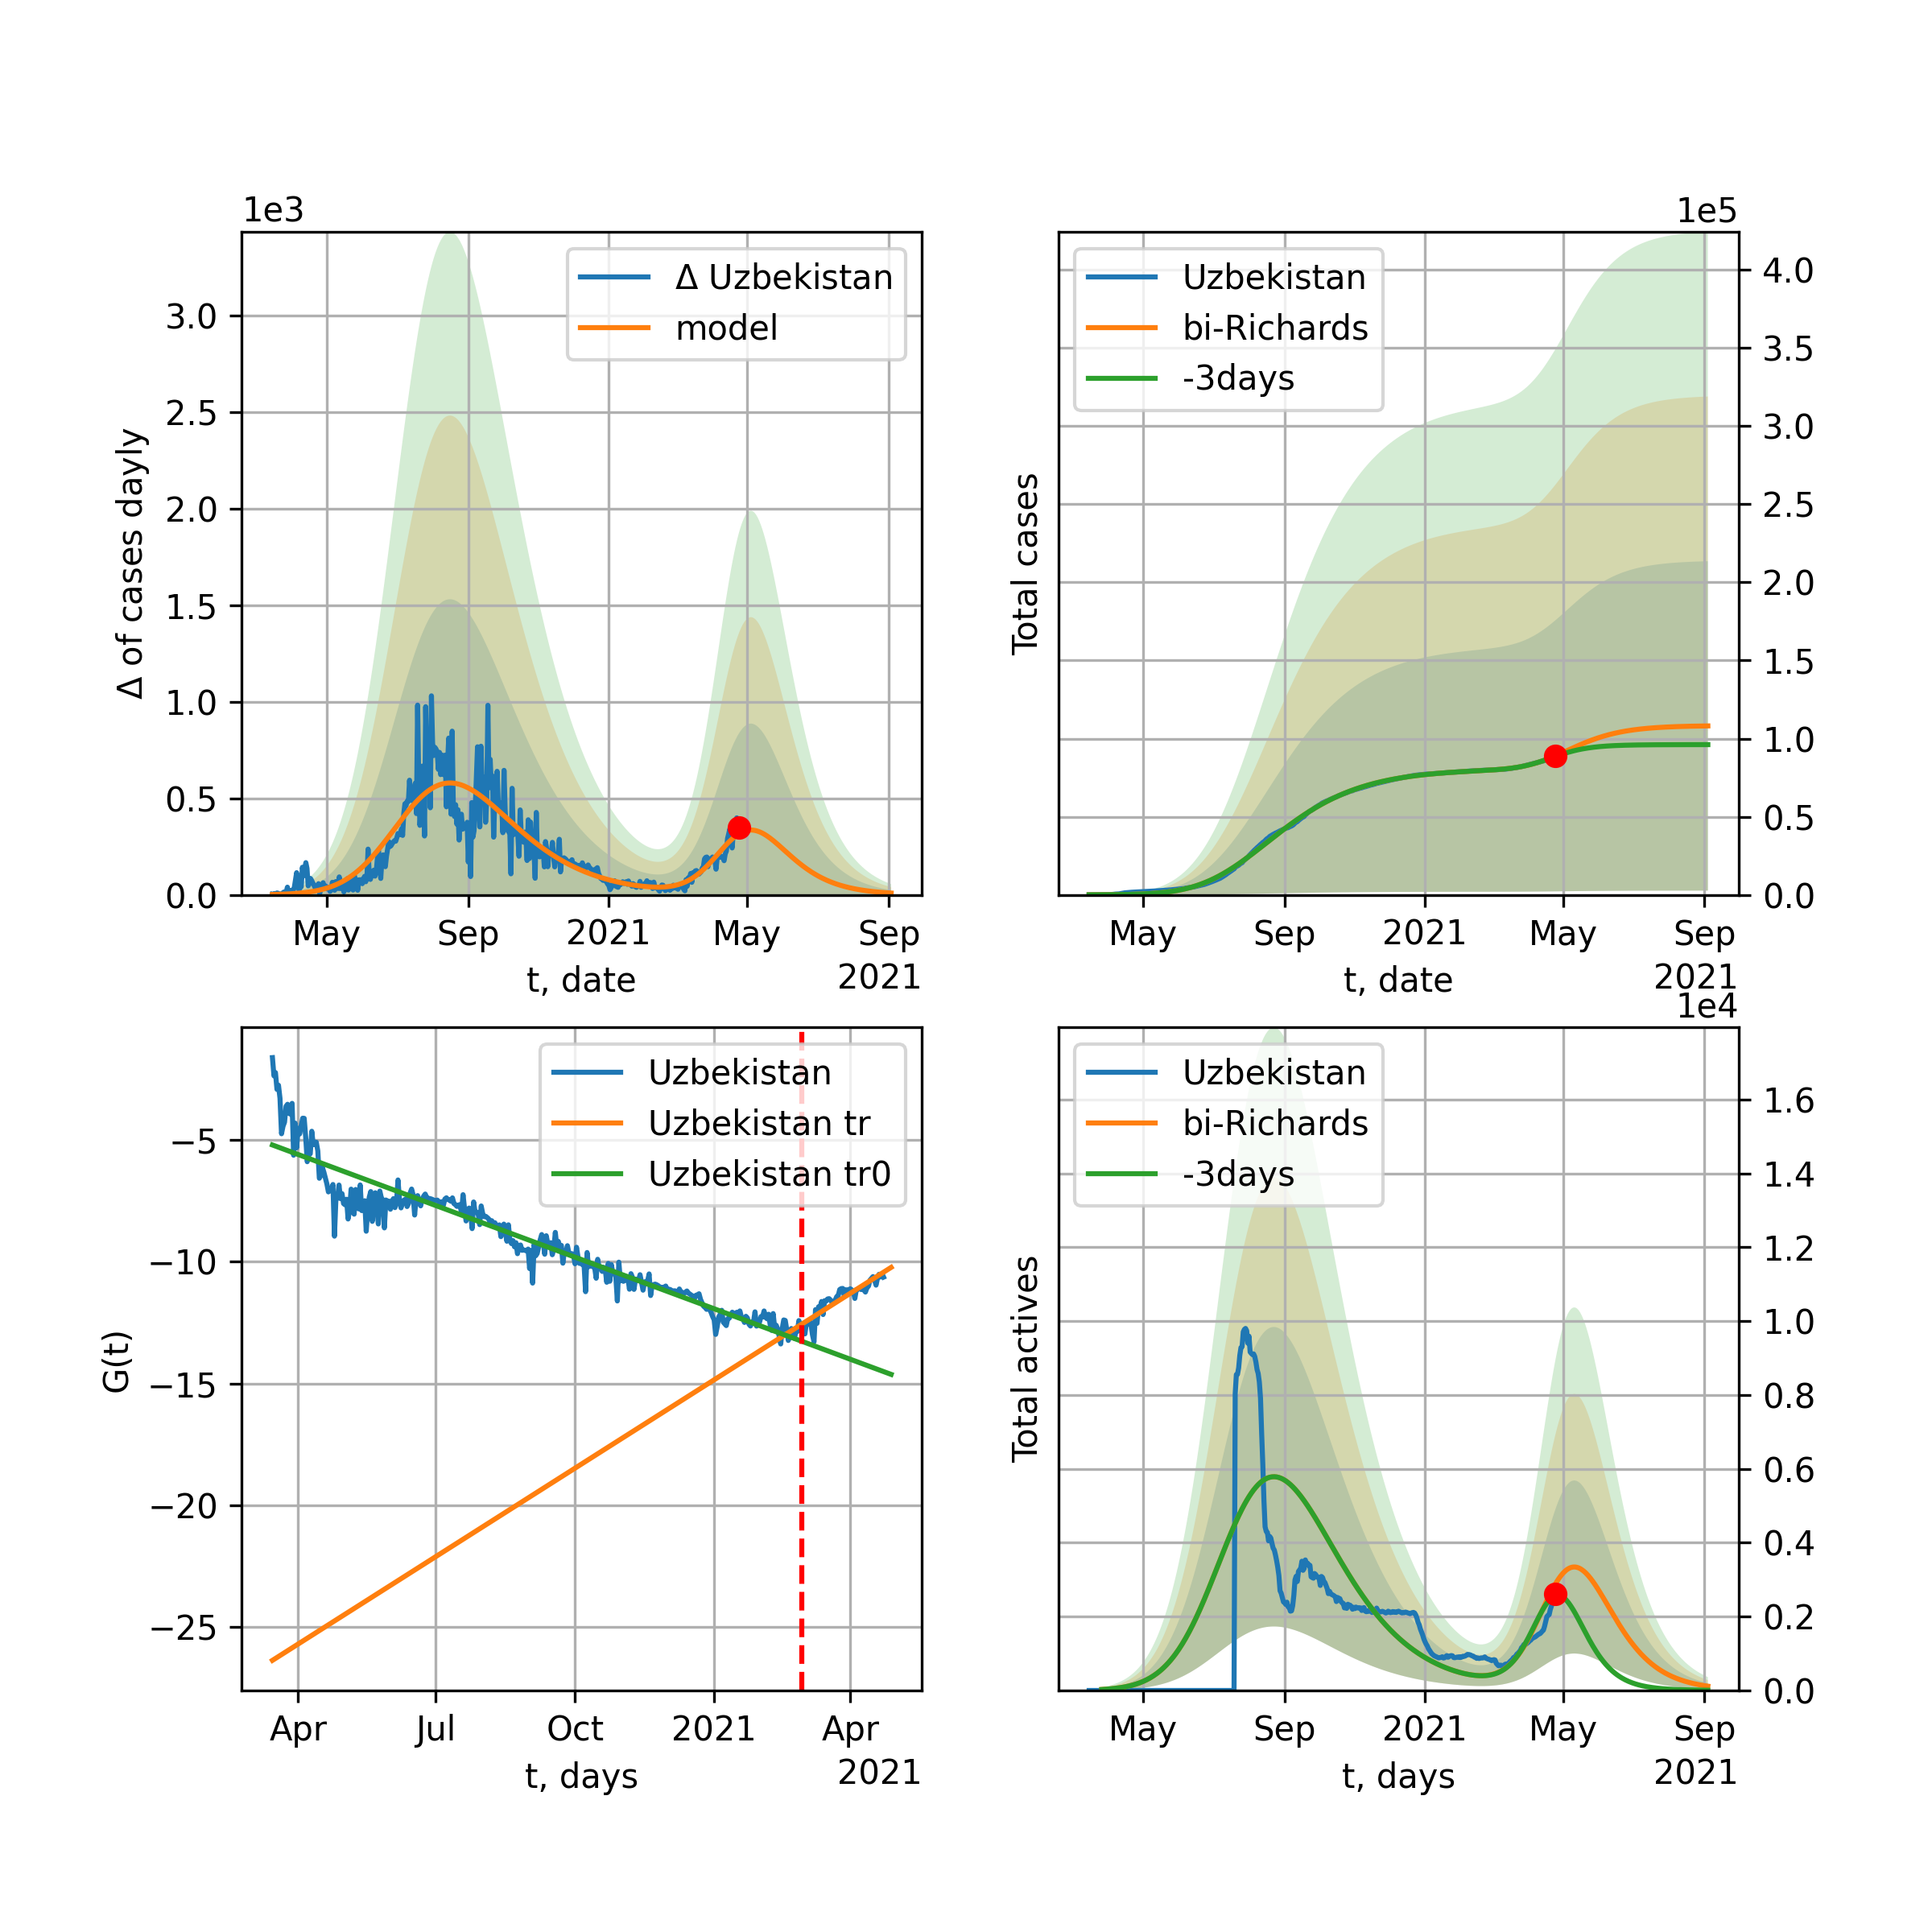 1e3
Δ of cases dayly
3.0
2.5
2.0
1.5
1.0
0.5
0.0
Δ Uzbekistan
model
May Sep 2021 May Sep
2021
t, date
1e5
Total cases
Uzbekistan
bi-Richards
-3days
4.0
3.5
3.0
2.5
2.0
1.5
1.0
0.5
0.0
May Sep 2021 May Sep
2021
t, date
G(t)
−5
−10
−15
−20
−25
Uzbekistan
Uzbekistan tr
Uzbekistan tr0
Apr Jul Oct 2021 Apr
2021
t, days
1e4
Total actives
Uzbekistan
bi-Richards
-3days
1.6
1.4
1.2
1.0
0.8
0.6
0.4
0.2
0.0
May Sep 2021 May Sep
2021
t, days